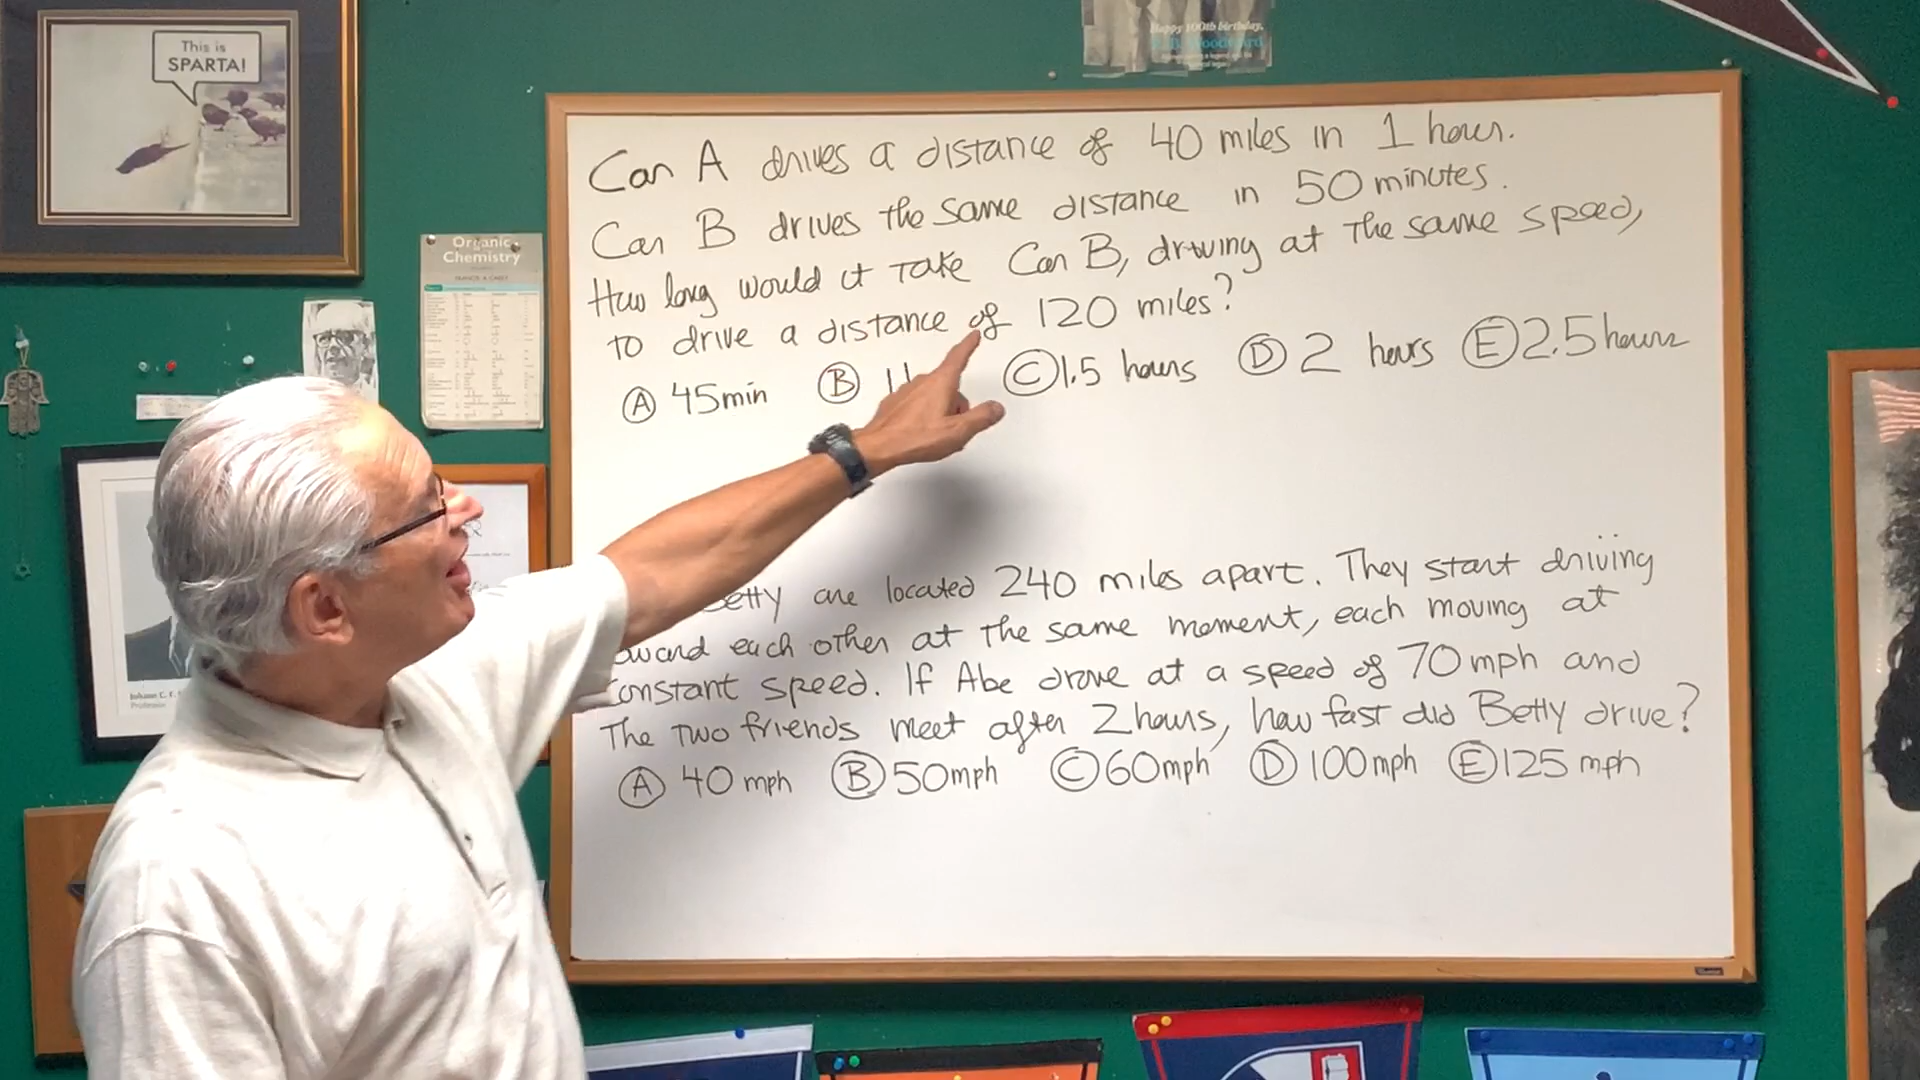 This is
SPARTA!
Happy 100th birthday,
Organic
Chemistry
Car A drives a distance of 40 miles in 1 hour.
Car B drives the same distance in 50 minutes.
How long would it take Car B, driving at the same speed,
to drive a distance of 120 miles?
Ⓐ 45min Ⓑ Ⓒ 1.5 hours Ⓓ 2 hours Ⓔ 2.5 hours
Betty are located 240 miles apart. They start driving
each other at the same moment, each moving at
constant speed. If Abe drove at a speed of 70 mph and
The two friends meet after 2 hours, how fast did Betty drive?
Ⓐ 40 mph Ⓑ 50mph Ⓒ 60mph Ⓓ 100mph Ⓔ 125 mph